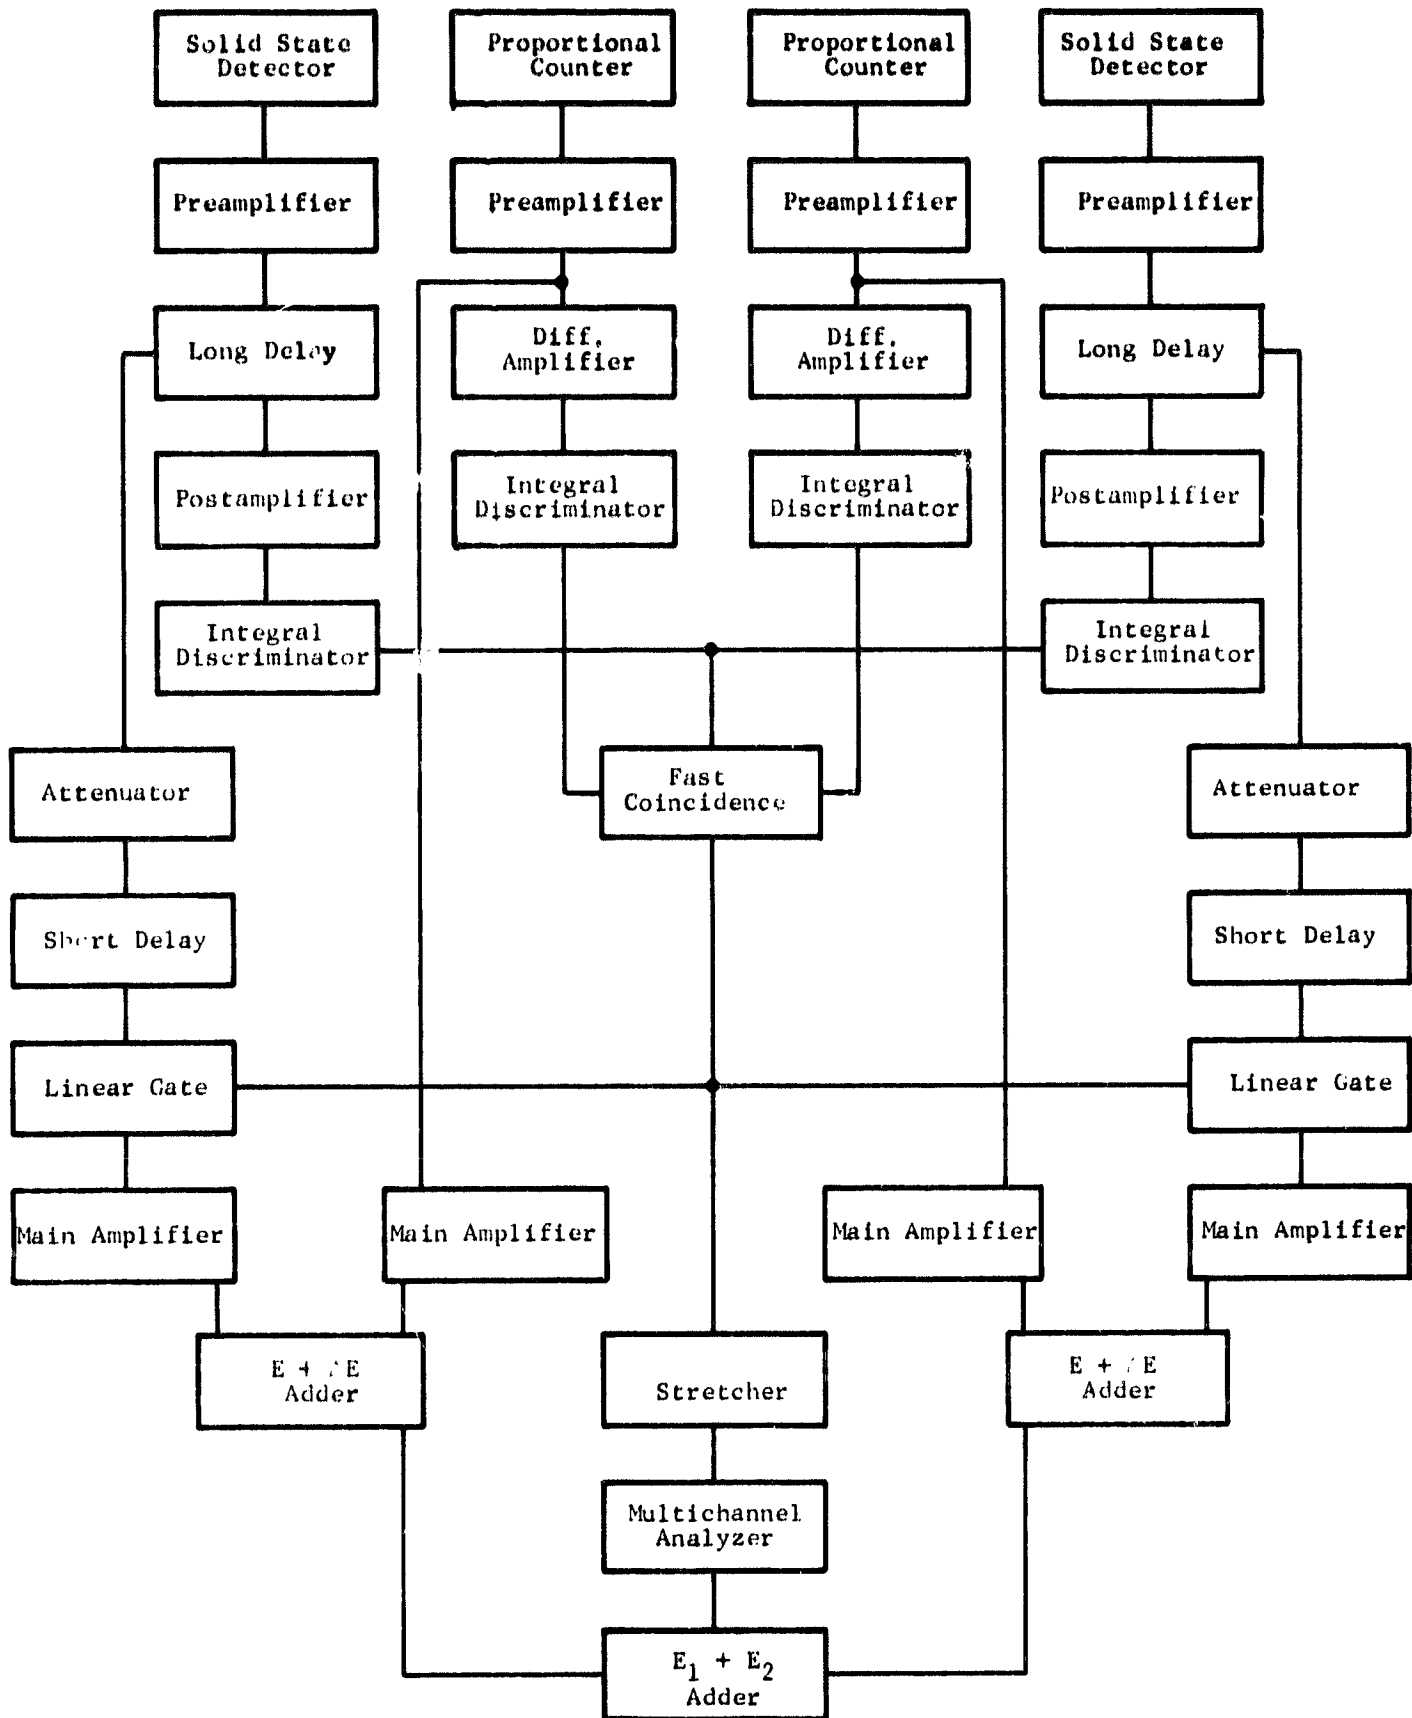 Solid State
Detector
Proportional
Counter
Proportional
Counter
Solid State
Detector
Preamplifier
Preamplifier
Preamplifier
Preamplifier
Long Delay
Diff.
Amplifier
Diff.
Amplifier
Long Delay
Postamplifier
Integral
Discriminator
Integral
Discriminator
Postamplifier
Integral
Discriminator
Integral
Discriminator
Attenuator
Fast
Coincidence
Attenuator
Short Delay
Short Delay
Linear Gate
Linear Gate
Main Amplifier
Main Amplifier
Main Amplifier
Main Amplifier
E + E
Adder
Stretcher
E + E
Adder
Multichannel
Analyzer
E₁ + E₂
Adder